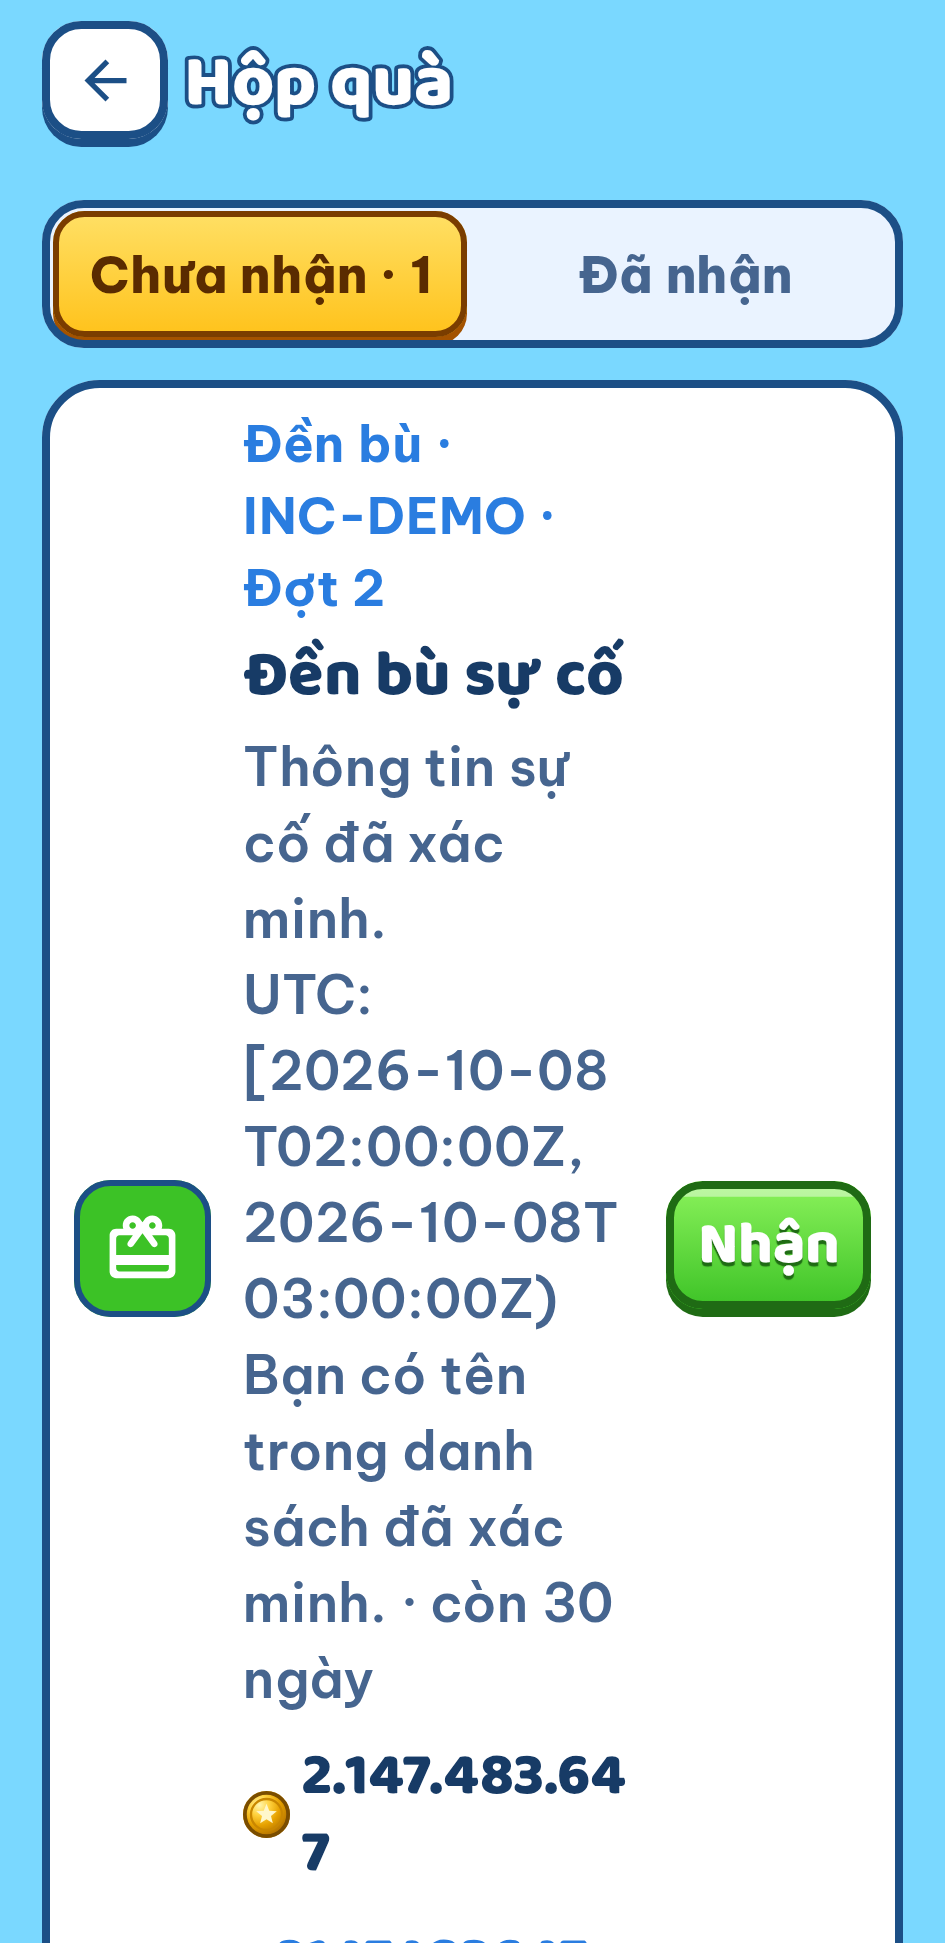 Hộp quà
Chưa nhận · 1
Đã nhận
Đền bù ·
INC-DEMO ·
Đợt 2
Đền bù sự cố
Thông tin sự
cố đã xác
minh.
UTC:
[2026-10-08
T02:00:00Z,
2026-10-08T
03:00:00Z)
Bạn có tên
trong danh
sách đã xác
minh. · còn 30
ngày
Nhận
2.147.483.64
7